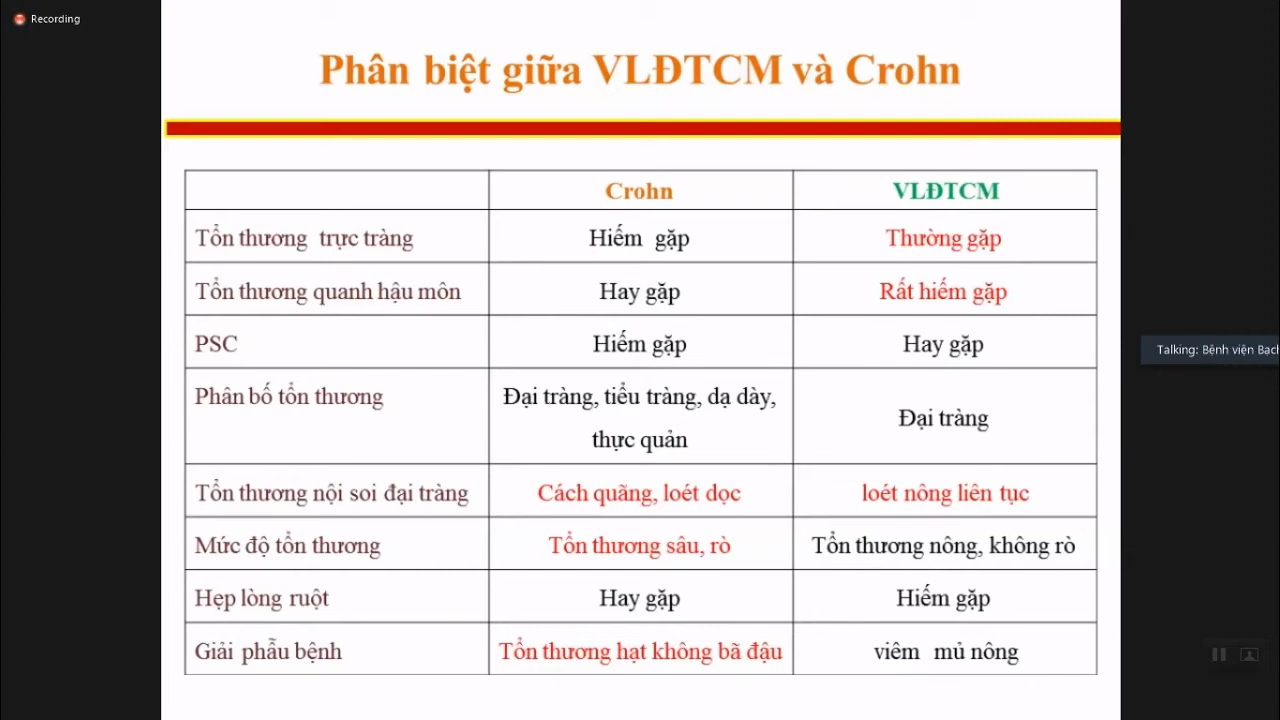 Recording
Phân biệt giữa VLĐTCM và Crohn
Crohn VLĐTCM
Tổn thương trực tràng Hiếm gặp Thường gặp
Tổn thương quanh hậu môn Hay gặp Rất hiếm gặp
PSC Hiếm gặp Hay gặp
Talking: Bệnh viện Bạch
Phân bố tổn thương Đại tràng, tiểu tràng, dạ dày,
thực quản Đại tràng
Tổn thương nội soi đại tràng Cách quãng, loét dọc loét nông liên tục
Mức độ tổn thương Tổn thương sâu, rò Tổn thương nông, không rò
Hẹp lòng ruột Hay gặp Hiếm gặp
Giải phẫu bệnh Tổn thương hạt không bã đậu viêm mủ nông